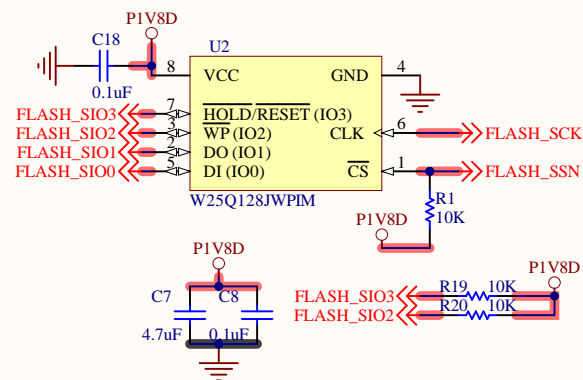 P1V8D
C18
0.1uF
U2
8 VCC
GND 4
FLASH_SIO3 7 HOLD/RESET (IO3)
FLASH_SIO2 3 WP (IO2)
CLK 6 FLASH_SCK
FLASH_SIO1 2 DO (IO1)
FLASH_SIO0 5 DI (IO0)
CS 1 FLASH_SSN
W25Q128JWPIM
R1
10K
P1V8D
P1V8D
C7 C8
4.7uF 0.1uF
P1V8D
FLASH_SIO3 R19 10K
FLASH_SIO2 R20 10K